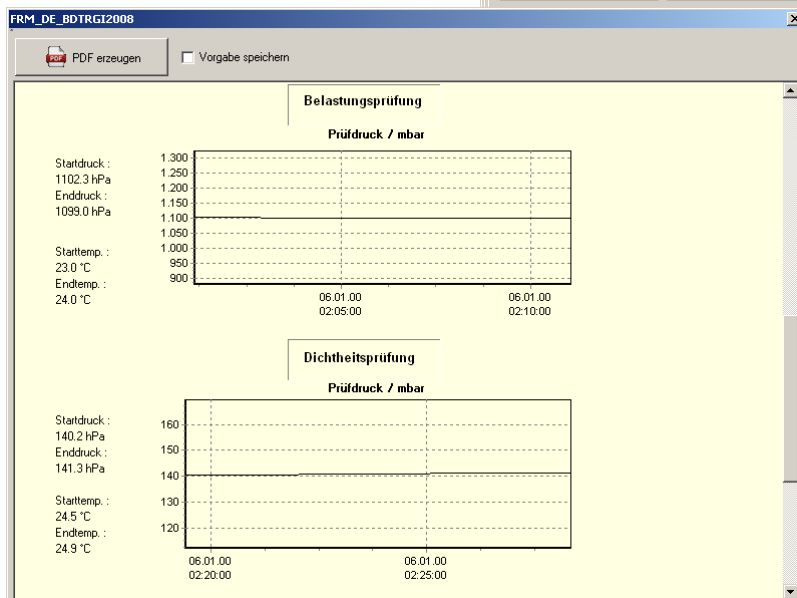 FRM_DE_BDTRGI2008
PDF erzeugen
Vorgabe speichern
Belastungsprüfung
Prüfdruck / mbar
Startdruck :
1102.3 hPa
Enddruck :
1099.0 hPa
Starttemp. :
23.0 °C
Endtemp. :
24.0 °C
1.300
1.250
1.200
1.150
1.100
1.050
1.000
950
900
06.01.00
02:05:00
06.01.00
02:10:00
Dichtheitsprüfung
Prüfdruck / mbar
Startdruck :
140.2 hPa
Enddruck :
141.3 hPa
Starttemp. :
24.5 °C
Endtemp. :
24.9 °C
160
150
140
130
120
06.01.00
02:20:00
06.01.00
02:25:00